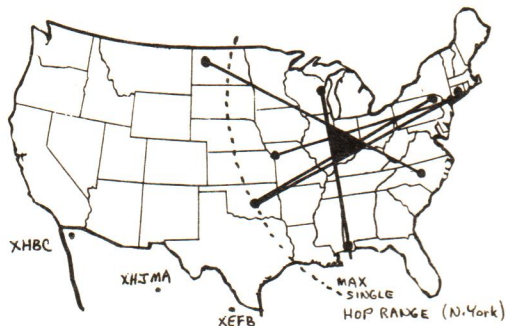 XHBC
XHJMA
XEFB
MAX
SINGLE
HOP RANGE (N.York)